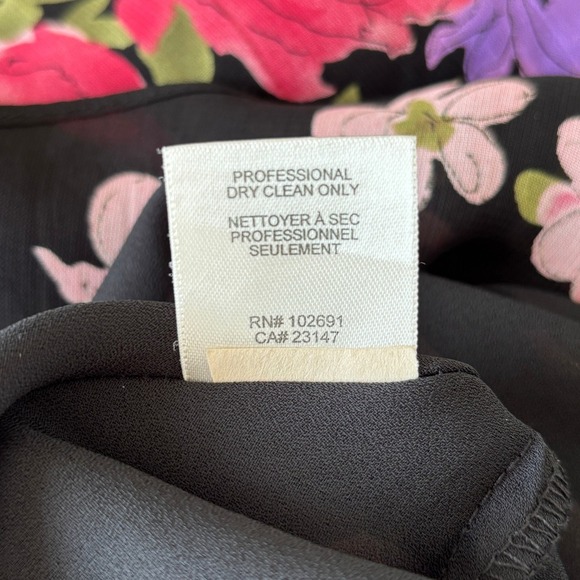 PROFESSIONAL
DRY CLEAN ONLY
NETTOYER À SEC
PROFESSIONNEL
SEULEMENT
RN# 102691
CA# 23147